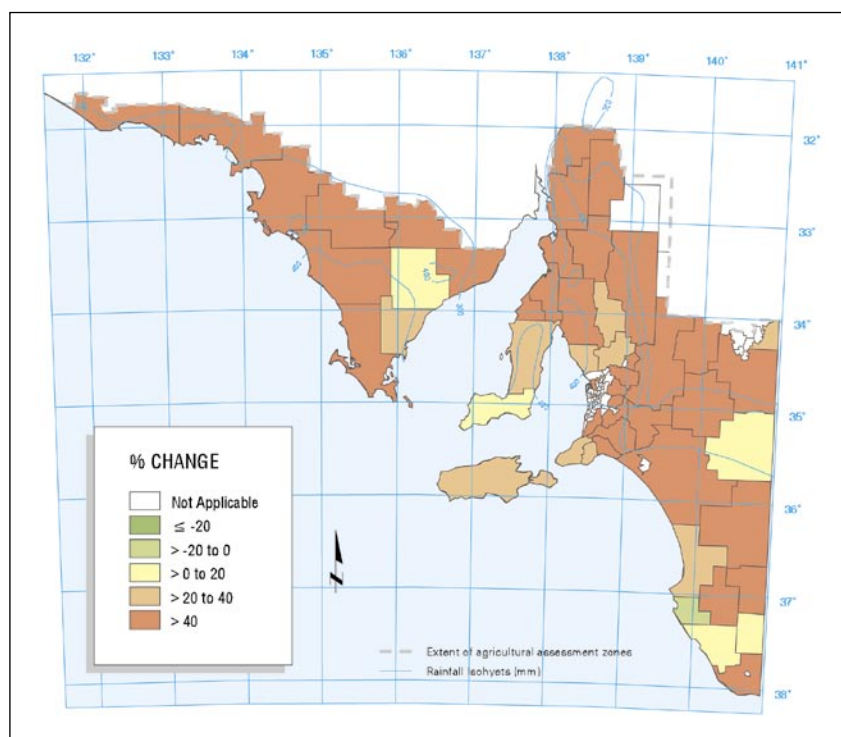 132° 133° 134° 135° 136° 137° 138° 139° 140° 141°
32°
33°
34°
35°
36°
37°
38°
% CHANGE
Not Applicable
≤ -20
> -20 to 0
> 0 to 20
> 20 to 40
> 40
Extent of agricultural assessment zones
Rainfall Isohyets (mm)